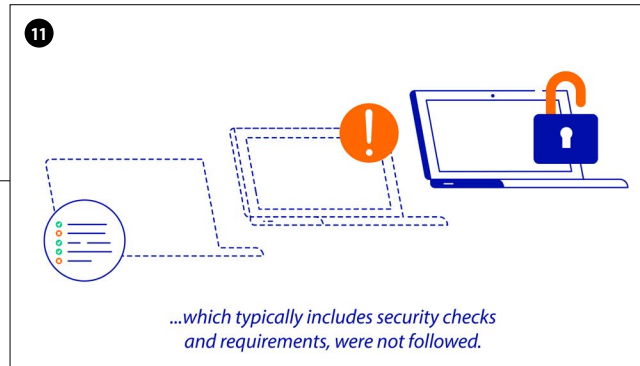 11
!
...which typically includes security checks
and requirements, were not followed.